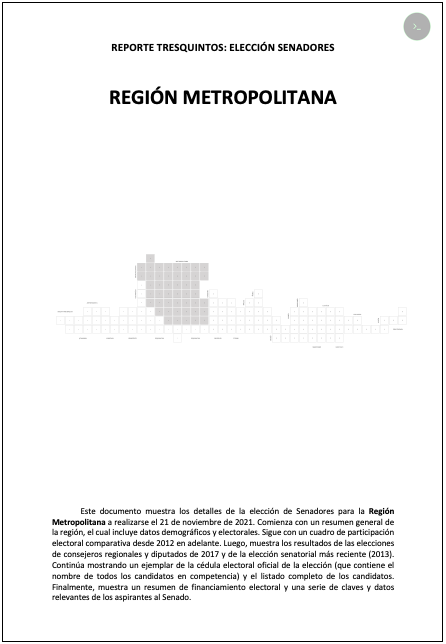 REPORTE TRESQUINTOS: ELECCIÓN SENADORES
REGIÓN METROPOLITANA
Este documento muestra los detalles de la elección de Senadores para la Región
Metropolitana a realizarse el 21 de noviembre de 2021. Comienza con un resumen general de
la región, el cual incluye datos demográficos y electorales. Sigue con un cuadro de participación
electoral comparativa desde 2012 en adelante. Luego, muestra los resultados de las elecciones
de consejeros regionales y diputados de 2017 y de la elección senatorial más reciente (2013).
Continúa mostrando un ejemplar de la cédula electoral oficial de la elección (que contiene el
nombre de todos los candidatos en competencia) y el listado completo de los candidatos.
Finalmente, muestra un resumen de financiamiento electoral y una serie de claves y datos
relevantes de los aspirantes al Senado.